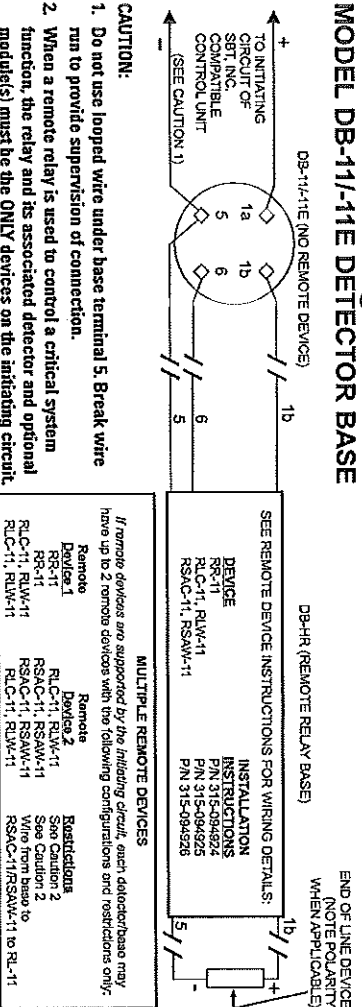 MODEL DB-11/-11E DETECTOR BASE
DB-11/-11E (NO REMOTE DEVICE)
DB-HR (REMOTE RELAY BASE)
END OF LINE DEVICE
(NOTE POLARITY
WHEN APPLICABLE)
+
TO INITIATING
CIRCUIT OF
SBT, INC.
COMPATIBLE
CONTROL UNIT
–
(SEE CAUTION 1)
1a
1b
5
6
1b
6
5
SEE REMOTE DEVICE INSTRUCTIONS FOR WIRING DETAILS:
DEVICE INSTALLATION INSTRUCTIONS
RR-11 P/N 315-094924
RLC-11, RLW-11 P/N 315-094925
RSAC-11, RSAW-11 P/N 315-094926
1b
5
+
-
CAUTION:
1. Do not use looped wire under base terminal 5. Break wire
run to provide supervision of connection.
2. When a remote relay is used to control a critical system
function, the relay and its associated detector and optional
module(s) must be the ONLY devices on the initiating circuit.
MULTIPLE REMOTE DEVICES
If remote devices are supported by the initiating circuit, each detector/base may
have up to 2 remote devices with the following configurations and restrictions only:
Remote Device 1 Remote Device 2 Restrictions
RR-11 RLC-11, RLW-11 See Caution 2
RR-11 RSAC-11, RSAW-11 See Caution 2
RLC-11, RLW-11 RSAC-11, RSAW-11 Wire from base to
RLC-11, RLW-11 RLC-11, RLW-11 RSAC-11/RSAW-11 to RL-11